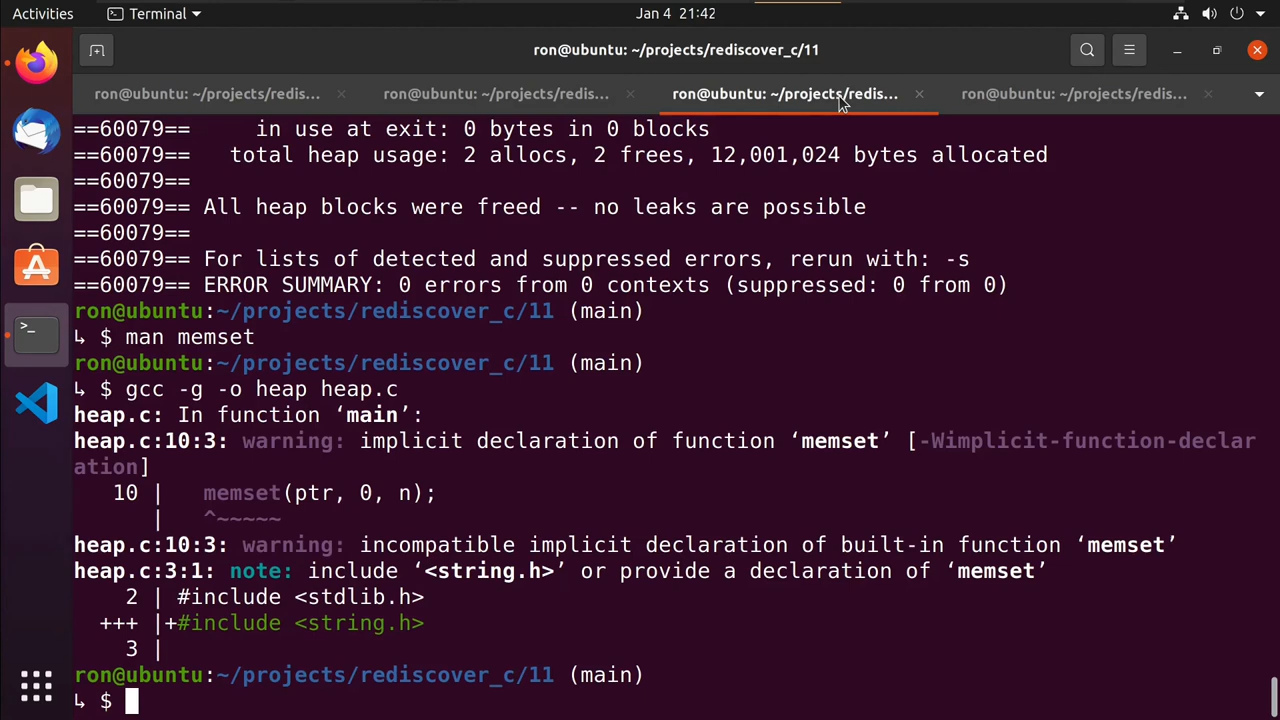 Activities
Terminal
Jan 4 21:42
ron@ubuntu: ~/projects/rediscover_c/11
ron@ubuntu: ~/projects/redis...
ron@ubuntu: ~/projects/redis...
ron@ubuntu: ~/projects/redis...
ron@ubuntu: ~/projects/redis...
==60079==     in use at exit: 0 bytes in 0 blocks
==60079==   total heap usage: 2 allocs, 2 frees, 12,001,024 bytes allocated
==60079==
==60079== All heap blocks were freed -- no leaks are possible
==60079==
==60079== For lists of detected and suppressed errors, rerun with: -s
==60079== ERROR SUMMARY: 0 errors from 0 contexts (suppressed: 0 from 0)
ron@ubuntu:~/projects/rediscover_c/11 (main)
↳ $ man memset
ron@ubuntu:~/projects/rediscover_c/11 (main)
↳ $ gcc -g -o heap heap.c
heap.c: In function ‘main’:
heap.c:10:3: warning: implicit declaration of function ‘memset’ [-Wimplicit-function-declar
ation]
   10 |   memset(ptr, 0, n);
      |   ^~~~~~
heap.c:10:3: warning: incompatible implicit declaration of built-in function ‘memset’
heap.c:3:1: note: include ‘<string.h>’ or provide a declaration of ‘memset’
    2 | #include <stdlib.h>
  +++ |+#include <string.h>
    3 |
ron@ubuntu:~/projects/rediscover_c/11 (main)
↳ $